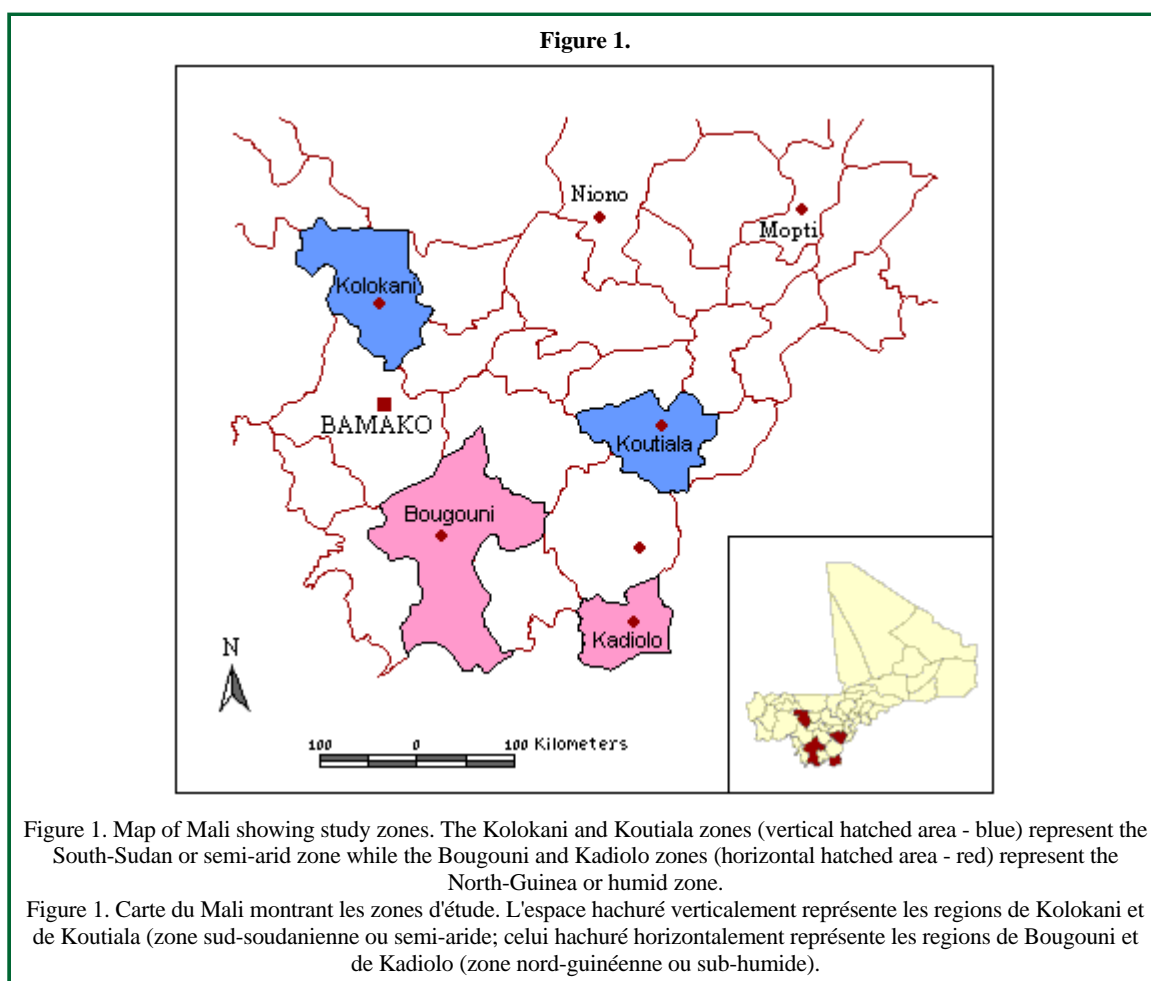 Figure 1.
Niono
Mopti
Kolokani
BAMAKO
Koutiala
Bougouni
Kadiolo
N
100 0 100 Kilometers
Figure 1. Map of Mali showing study zones. The Kolokani and Koutiala zones (vertical hatched area - blue) represent the
South-Sudan or semi-arid zone while the Bougouni and Kadiolo zones (horizontal hatched area - red) represent the
North-Guinea or humid zone.
Figure 1. Carte du Mali montrant les zones d'étude. L'espace hachuré verticalement représente les regions de Kolokani et
de Koutiala (zone sud-soudanienne ou semi-aride; celui hachuré horizontalement représente les regions de Bougouni et
de Kadiolo (zone nord-guinéenne ou sub-humide).